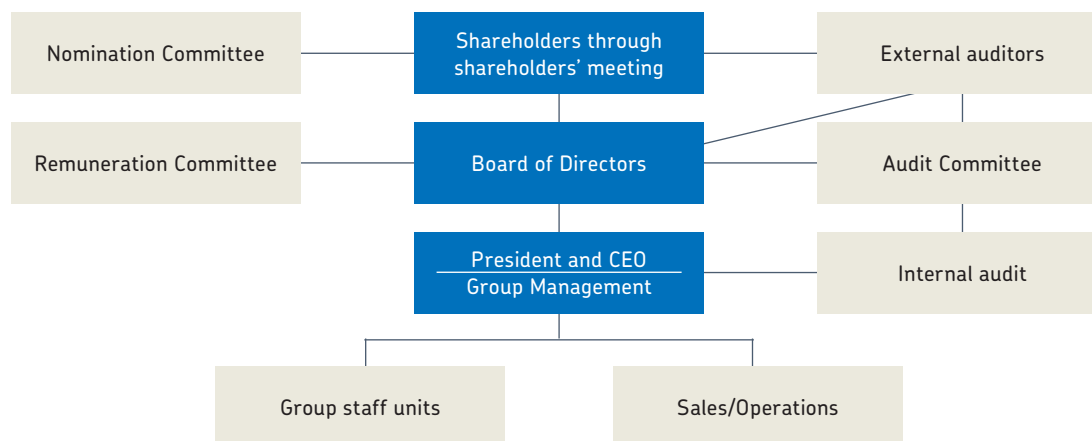 Nomination Committee
Shareholders through
shareholders’ meeting
External auditors
Remuneration Committee
Board of Directors
Audit Committee
President and CEO
Group Management
Internal audit
Group staff units
Sales/Operations